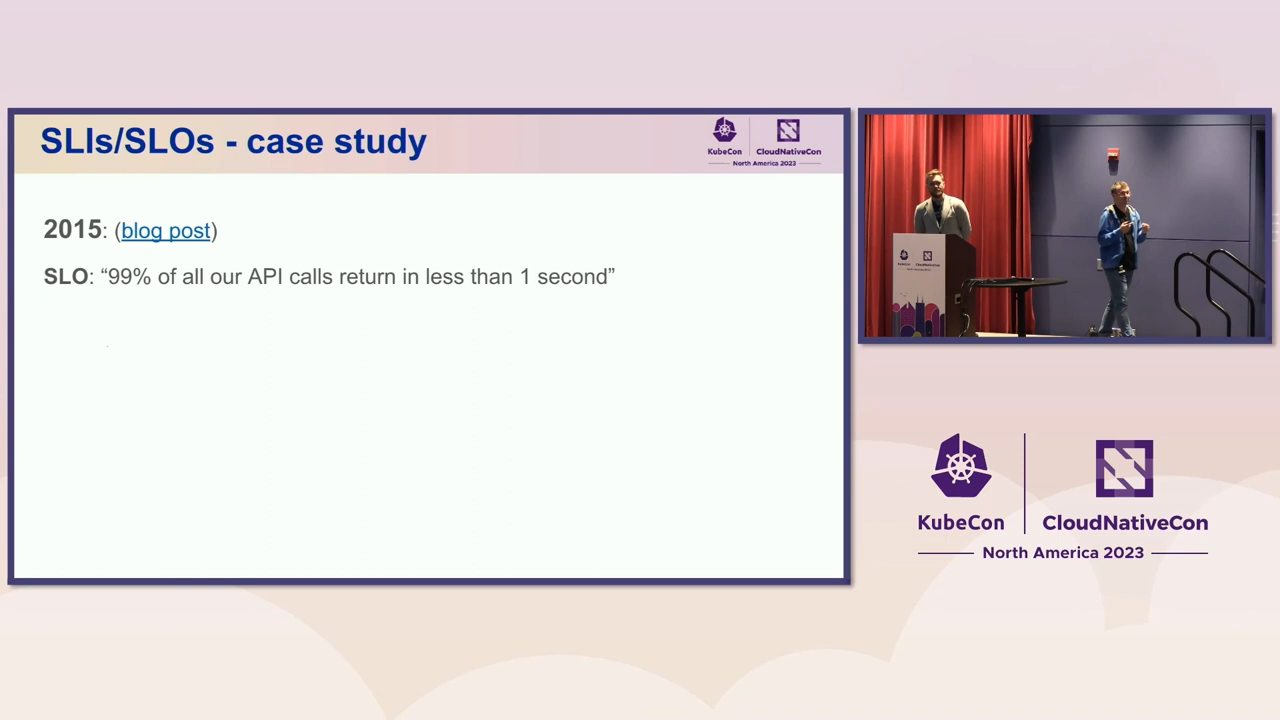 SLIs/SLOs - case study
KubeCon
CloudNativeCon
North America 2023
2015: (blog post)
SLO: “99% of all our API calls return in less than 1 second”
KubeCon
CloudNativeCon
North America 2023